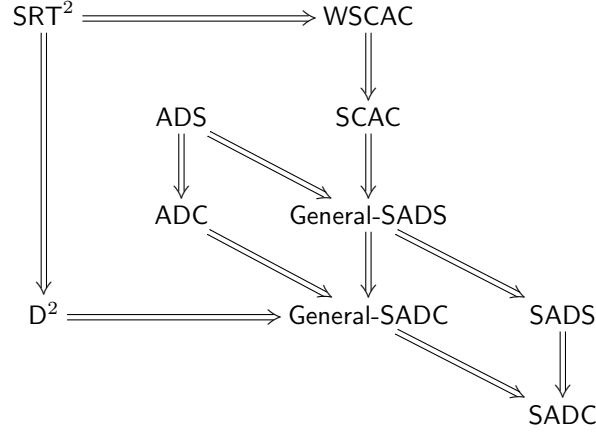 SRT² WSCAC
ADS SCAC
ADC General-SADS
D² General-SADC SADS
SADC